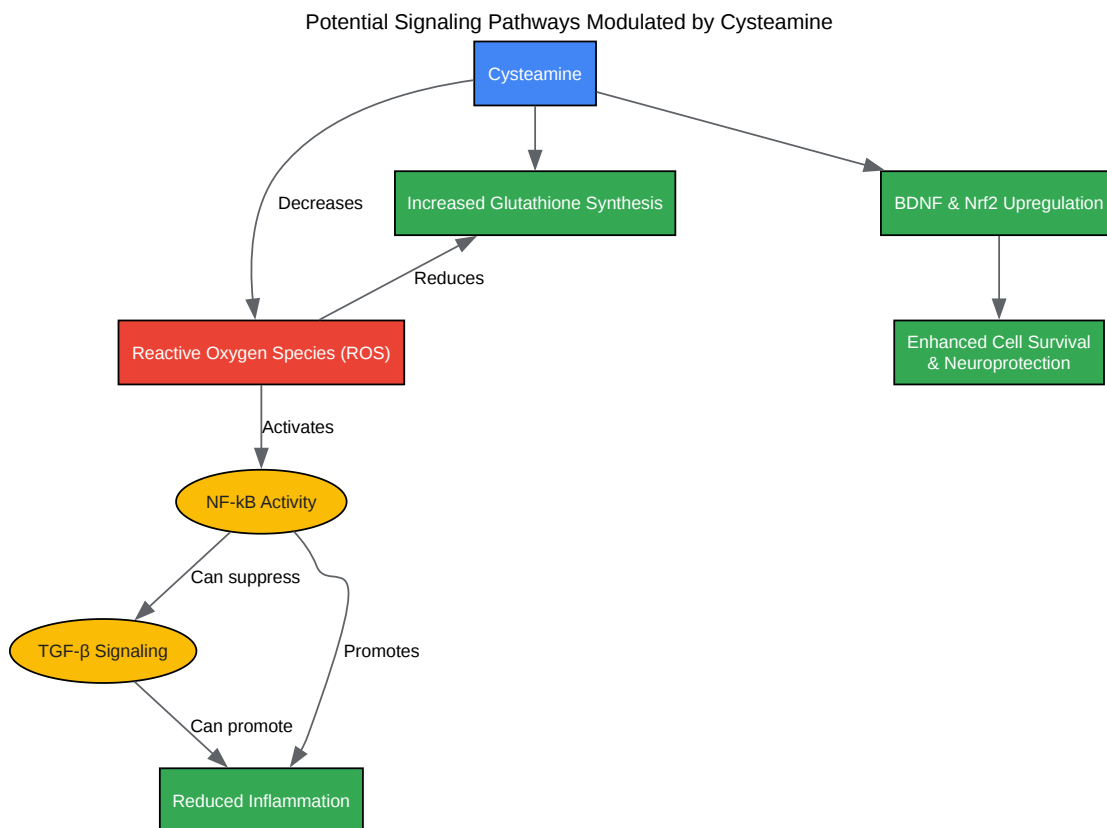 Potential Signaling Pathways Modulated by Cysteamine
Cysteamine
Decreases
Increased Glutathione Synthesis
BDNF & Nrf2 Upregulation
Reduces
Reactive Oxygen Species (ROS)
Enhanced Cell Survival
& Neuroprotection
Activates
NF-kB Activity
Can suppress
TGF-β Signaling
Promotes
Can promote
Reduced Inflammation